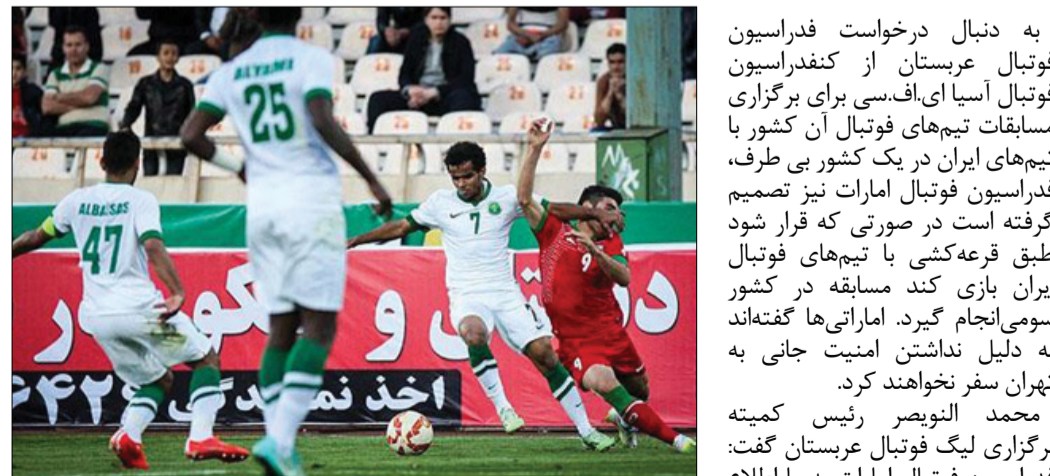 به دنبال درخواست فدراسیون
فوتبال عربستان از کنفدراسیون
فوتبال آسیا ای.اف.سی برای برگزاری
مسابقات تیم‌های فوتبال آن کشور با
تیم‌های ایران در یک کشور بی طرف،
فدراسیون فوتبال امارات نیز تصمیم
گرفته است در صورتی که قرار شود
طبق قرعه‌کشی با تیم‌های فوتبال
ایران بازی کند مسابقه در کشور
سومی‌انجام گیرد. اماراتی‌ها گفته‌اند
به دلیل نداشتن امنیت جانی به
تهران سفر نخواهند کرد.
محمد النویصر رئیس کمیته
برگزاری لیگ فوتبال عربستان گفت:
ALYAMI
25
ALBASSAS
47
7
9
9
اخذ